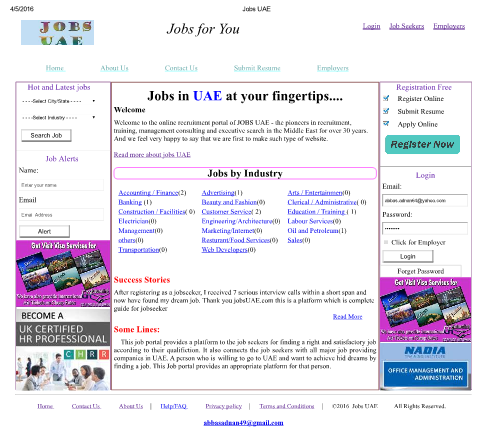 4/5/2016
Jobs UAE
JOBS
UAE
Jobs for You
Login Job Seekers Employers
Home About Us Contact Us Submit Resume Employers
Hot and Latest jobs
----Select City/State----
----Select Industry----
Search Job
Job Alerts
Name:
Enter your name
Email
Enter Address
Alert
Get Visit Visa Services for
BECOME A
UK CERTIFIED
HR PROFESSIONAL
CHRR
Jobs in UAE at your fingertips....
Welcome
Welcome to the online recruitment portal of JOBS UAE - the pioneers in recruitment,
training, management consulting and executive search in the Middle East for over 30 years.
And we feel very happy to say that we are first to make such type of website.
Read more about jobs UAE
Jobs by Industry
Accounting / Finance(2) Advertising(1) Arts / Entertainment(0)
Banking (1) Beauty and Fashion(0) Clerical / Administrative( 0)
Construction / Facilities( 0) Customer Service( 2) Education / Training ( 1)
Electrician(0) Engineering/Architecture(0) Labour Services(0)
Management(0) Marketing/Internet(0) Oil and Petroleum(1)
others(0) Resturant/Food Services(0) Sales(0)
Transportation(0) Web Developers(0)
Success Stories
After registering as a jobseeker, I received 7 serious interview calls within a short span and
now have found my dream job. Thank you jobsUAE.com this is a platform which is complete
guide for jobseeker
Read More
Some Lines:
This job portal provides a platform to the job seekers for finding a right and satisfactory job
according to their qualifiction. It also connect the job seekers with all major job providing
companies in UAE. A person who is willing to go to UAE and want to achieve hid dreams by
finding a job. This Job portal provides an appropriate platform for that person.
Registration Free
Register Online
Submit Resume
Apply Online
Register Now
Login
Email:
abbas.adnan64@yahoo.com
Password:
Click for Employer
Login
Forget Password
Get Visit Visa Services for
NADIA
OFFICE MANAGEMENT AND
ADMINISTRATION
Home Contact Us About Us | Help/FAQ Privacy policy | Terms and Conditions | ©2016 Jobs UAE All Rights Reserved.
abbasadnan49@gmail.com